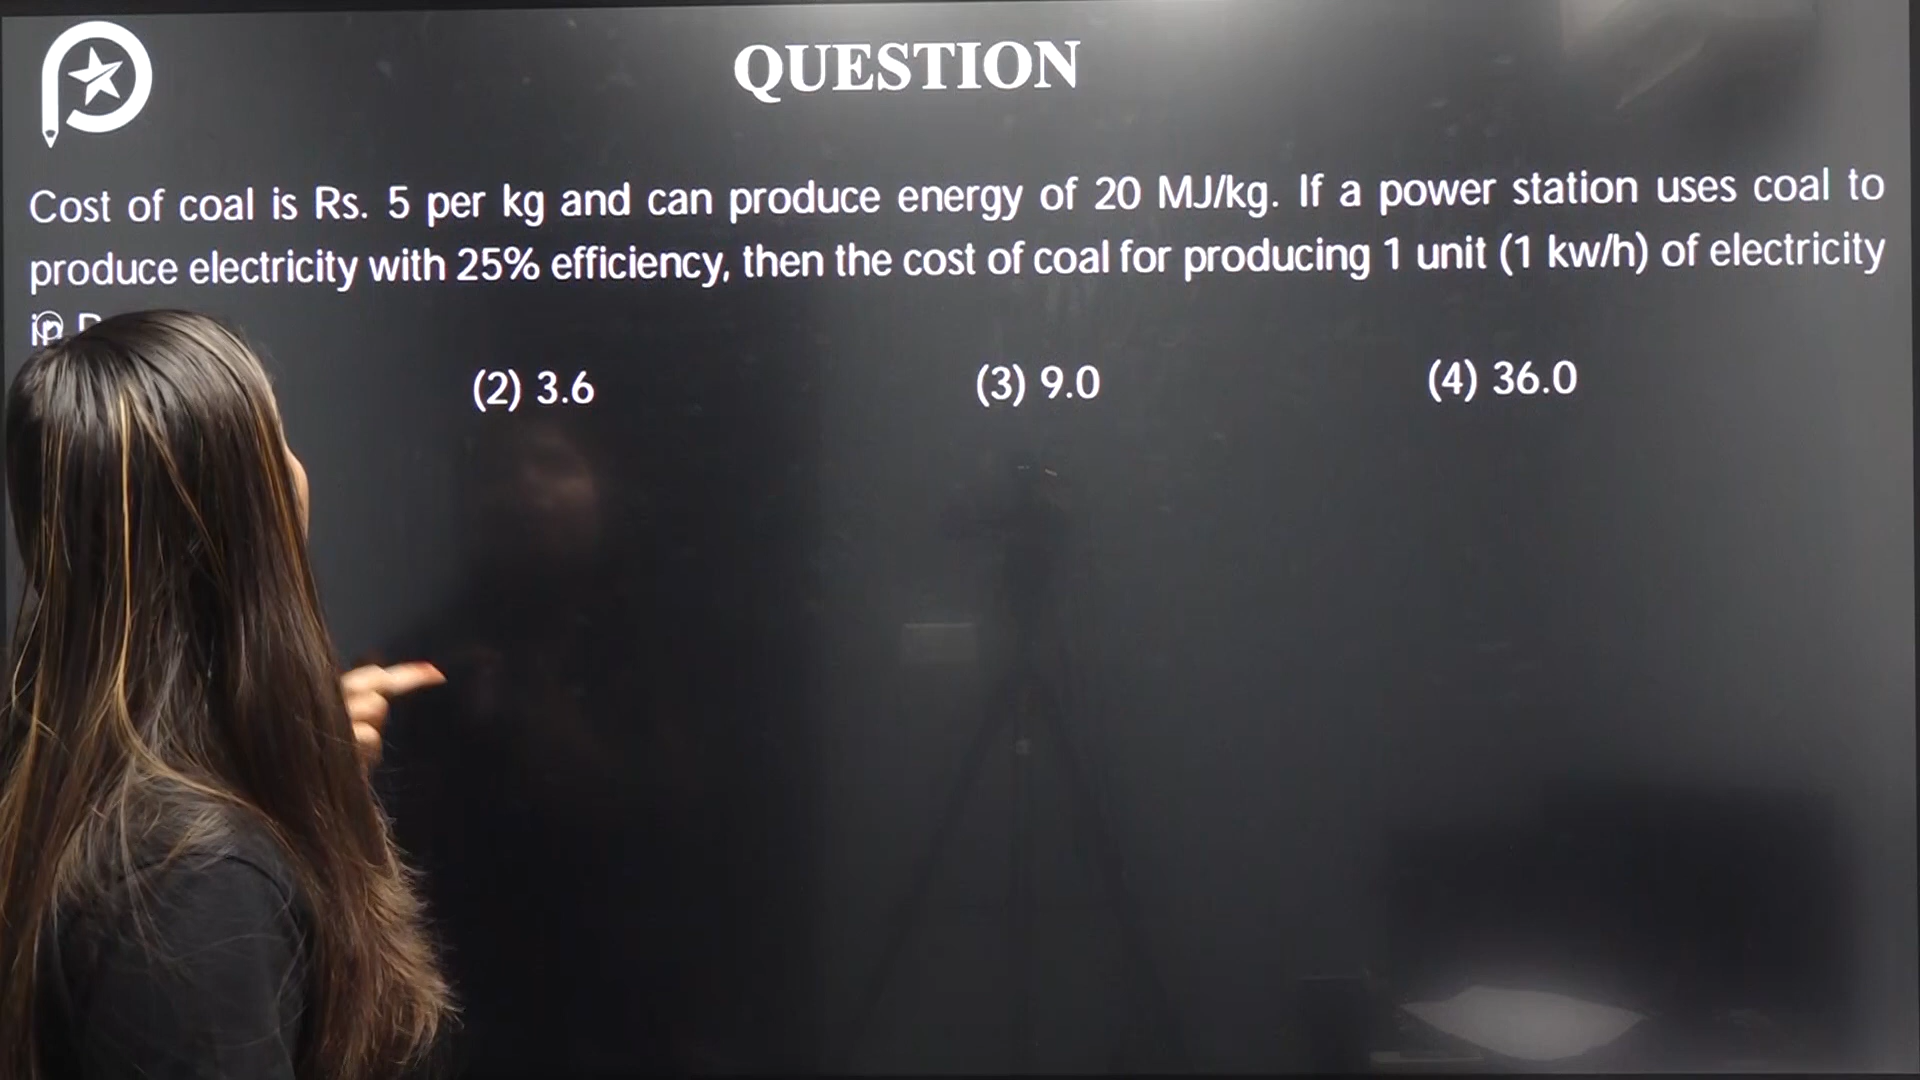 QUESTION
Cost of coal is Rs. 5 per kg and can produce energy of 20 MJ/kg. If a power station uses coal to
produce electricity with 25% efficiency, then the cost of coal for producing 1 unit (1 kw/h) of electricity
in
(2) 3.6 (3) 9.0 (4) 36.0